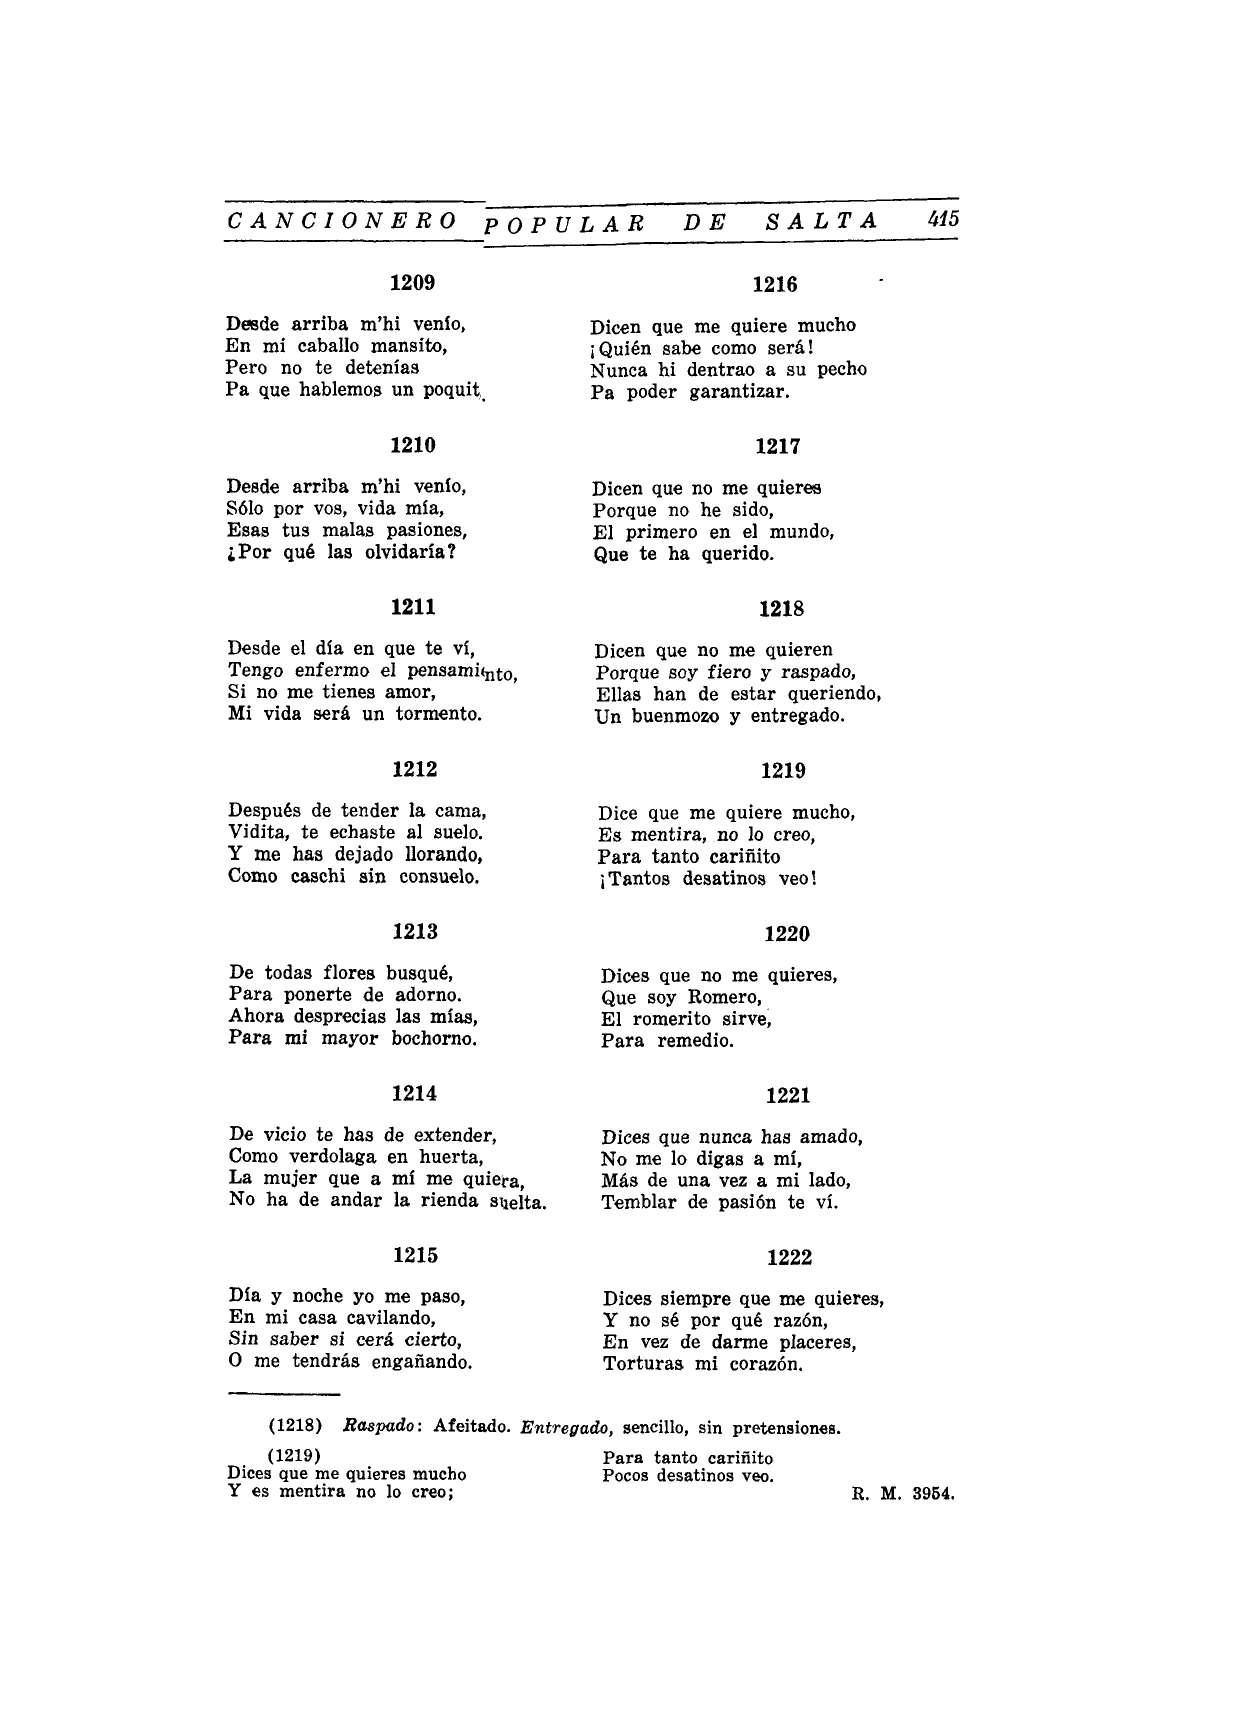 CANCIONERO POPULAR DE SALTA 415
1209
Desde arriba m'hi venío,
En mi caballo mansito,
Pero no te detenías
Pa que hablemos un poquit.
1210
Desde arriba m'hi venío,
Sólo por vos, vida mía,
Esas tus malas pasiones,
¿Por qué las olvidaría?
1211
Desde el día en que te ví,
Tengo enfermo el pensamiento,
Si no me tienes amor,
Mi vida será un tormento.
1212
Después de tender la cama,
Vidita, te echaste al suelo.
Y me has dejado llorando,
Como caschi sin consuelo.
1213
De todas flores busqué,
Para ponerte de adorno.
Ahora desprecias las mías,
Para mi mayor bochorno.
1214
De vicio te has de extender,
Como verdolaga en huerta,
La mujer que a mí me quiera,
No ha de andar la rienda suelta.
1215
Día y noche yo me paso,
En mi casa cavilando,
Sin saber si cerá cierto,
O me tendrás engañando.
1216
Dicen que me quiere mucho
¡Quién sabe como será!
Nunca hi dentrao a su pecho
Pa poder garantizar.
1217
Dicen que no me quieres
Porque no he sido,
El primero en el mundo,
Que te ha querido.
1218
Dicen que no me quieren
Porque soy fiero y raspado,
Ellas han de estar queriendo,
Un buenmozo y entregado.
1219
Dice que me quiere mucho,
Es mentira, no lo creo,
Para tanto cariñito
¡Tantos desatinos veo!
1220
Dices que no me quieres,
Que soy Romero,
El romerito sirve,
Para remedio.
1221
Dices que nunca has amado,
No me lo digas a mí,
Más de una vez a mi lado,
Temblar de pasión te ví.
1222
Dices siempre que me quieres,
Y no sé por qué razón,
En vez de darme placeres,
Torturas mi corazón.
(1218) Raspado: Afeitado. Entregado, sencillo, sin pretensiones.
(1219)
Dices que me quieres mucho
Y es mentira no lo creo;
Para tanto cariñito
Pocos desatinos veo.
R. M. 3954.